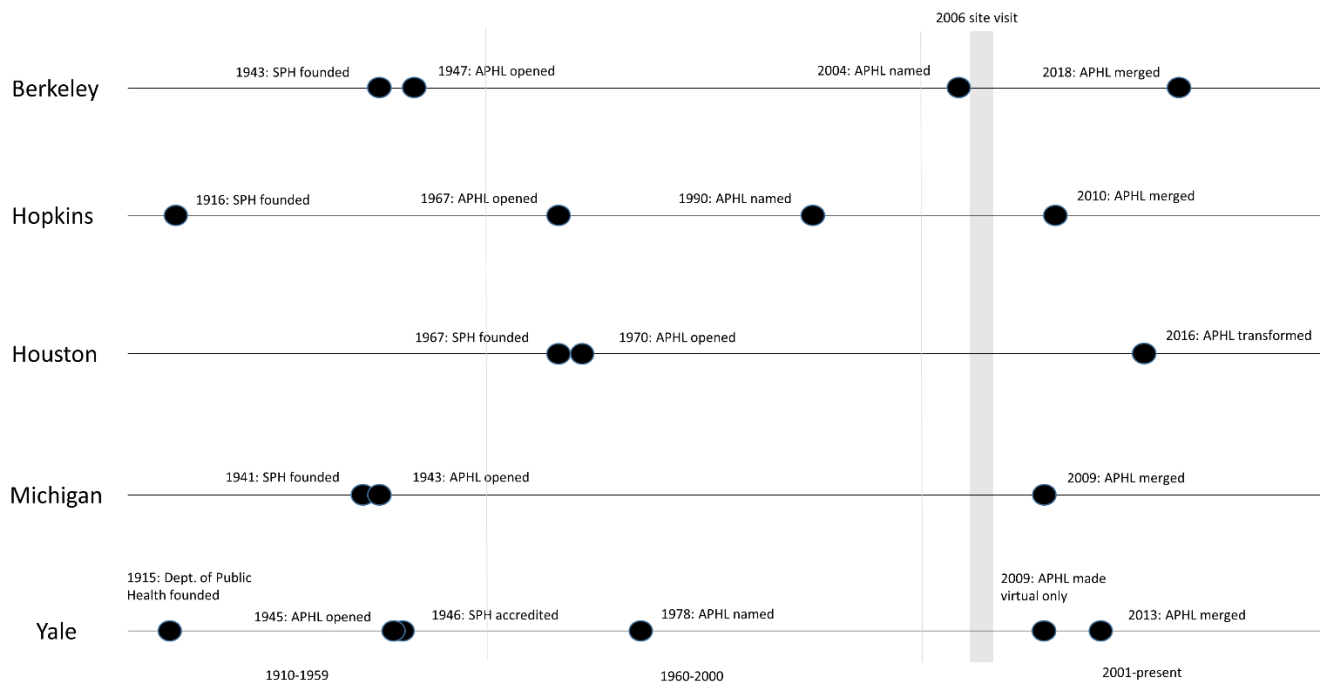 2006 site visit
Berkeley
1943: SPH founded
1947: APHL opened
2004: APHL named
2018: APHL merged
Hopkins
1916: SPH founded
1967: APHL opened
1990: APHL named
2010: APHL merged
Houston
1967: SPH founded
1970: APHL opened
2016: APHL transformed
Michigan
1941: SPH founded
1943: APHL opened
2009: APHL merged
Yale
1915: Dept. of Public
Health founded
1945: APHL opened
1946: SPH accredited
1978: APHL named
2009: APHL made
virtual only
2013: APHL merged
1910-1959
1960-2000
2001-present